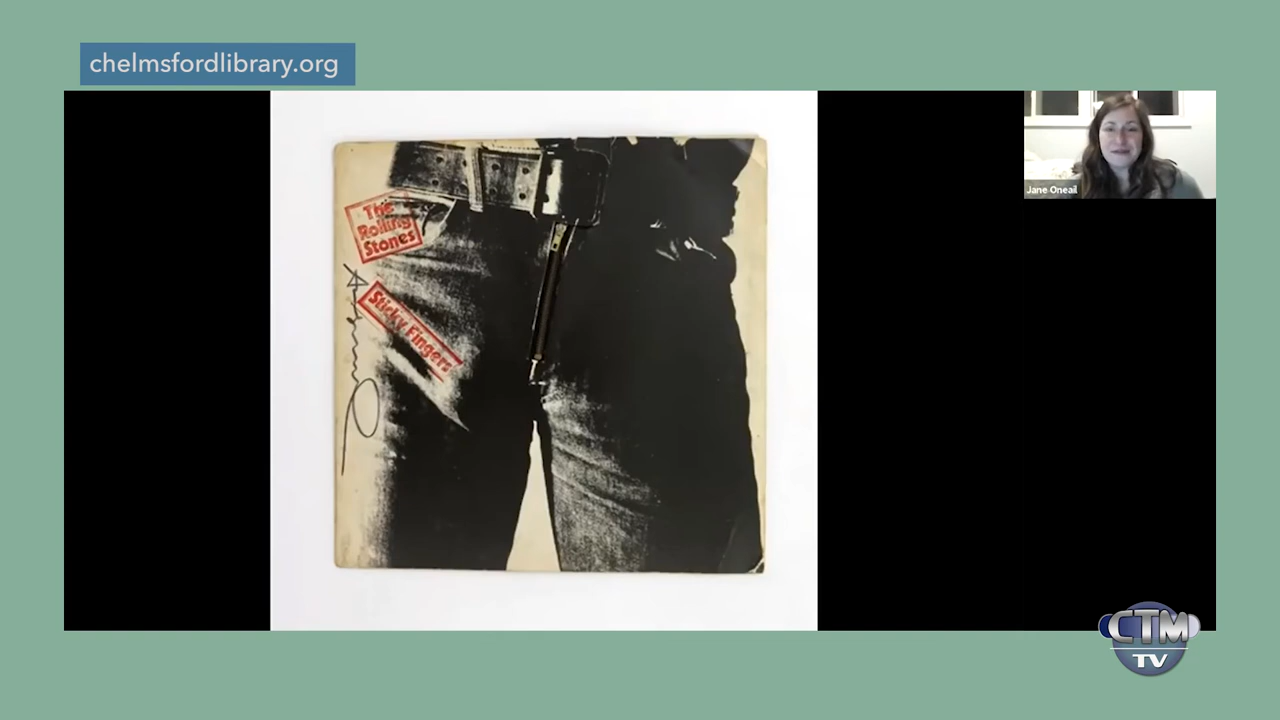 chelmsfordlibrary.org
Jane Oneail
The
Rolling
Stones
Sticky Fingers
CTM
TV